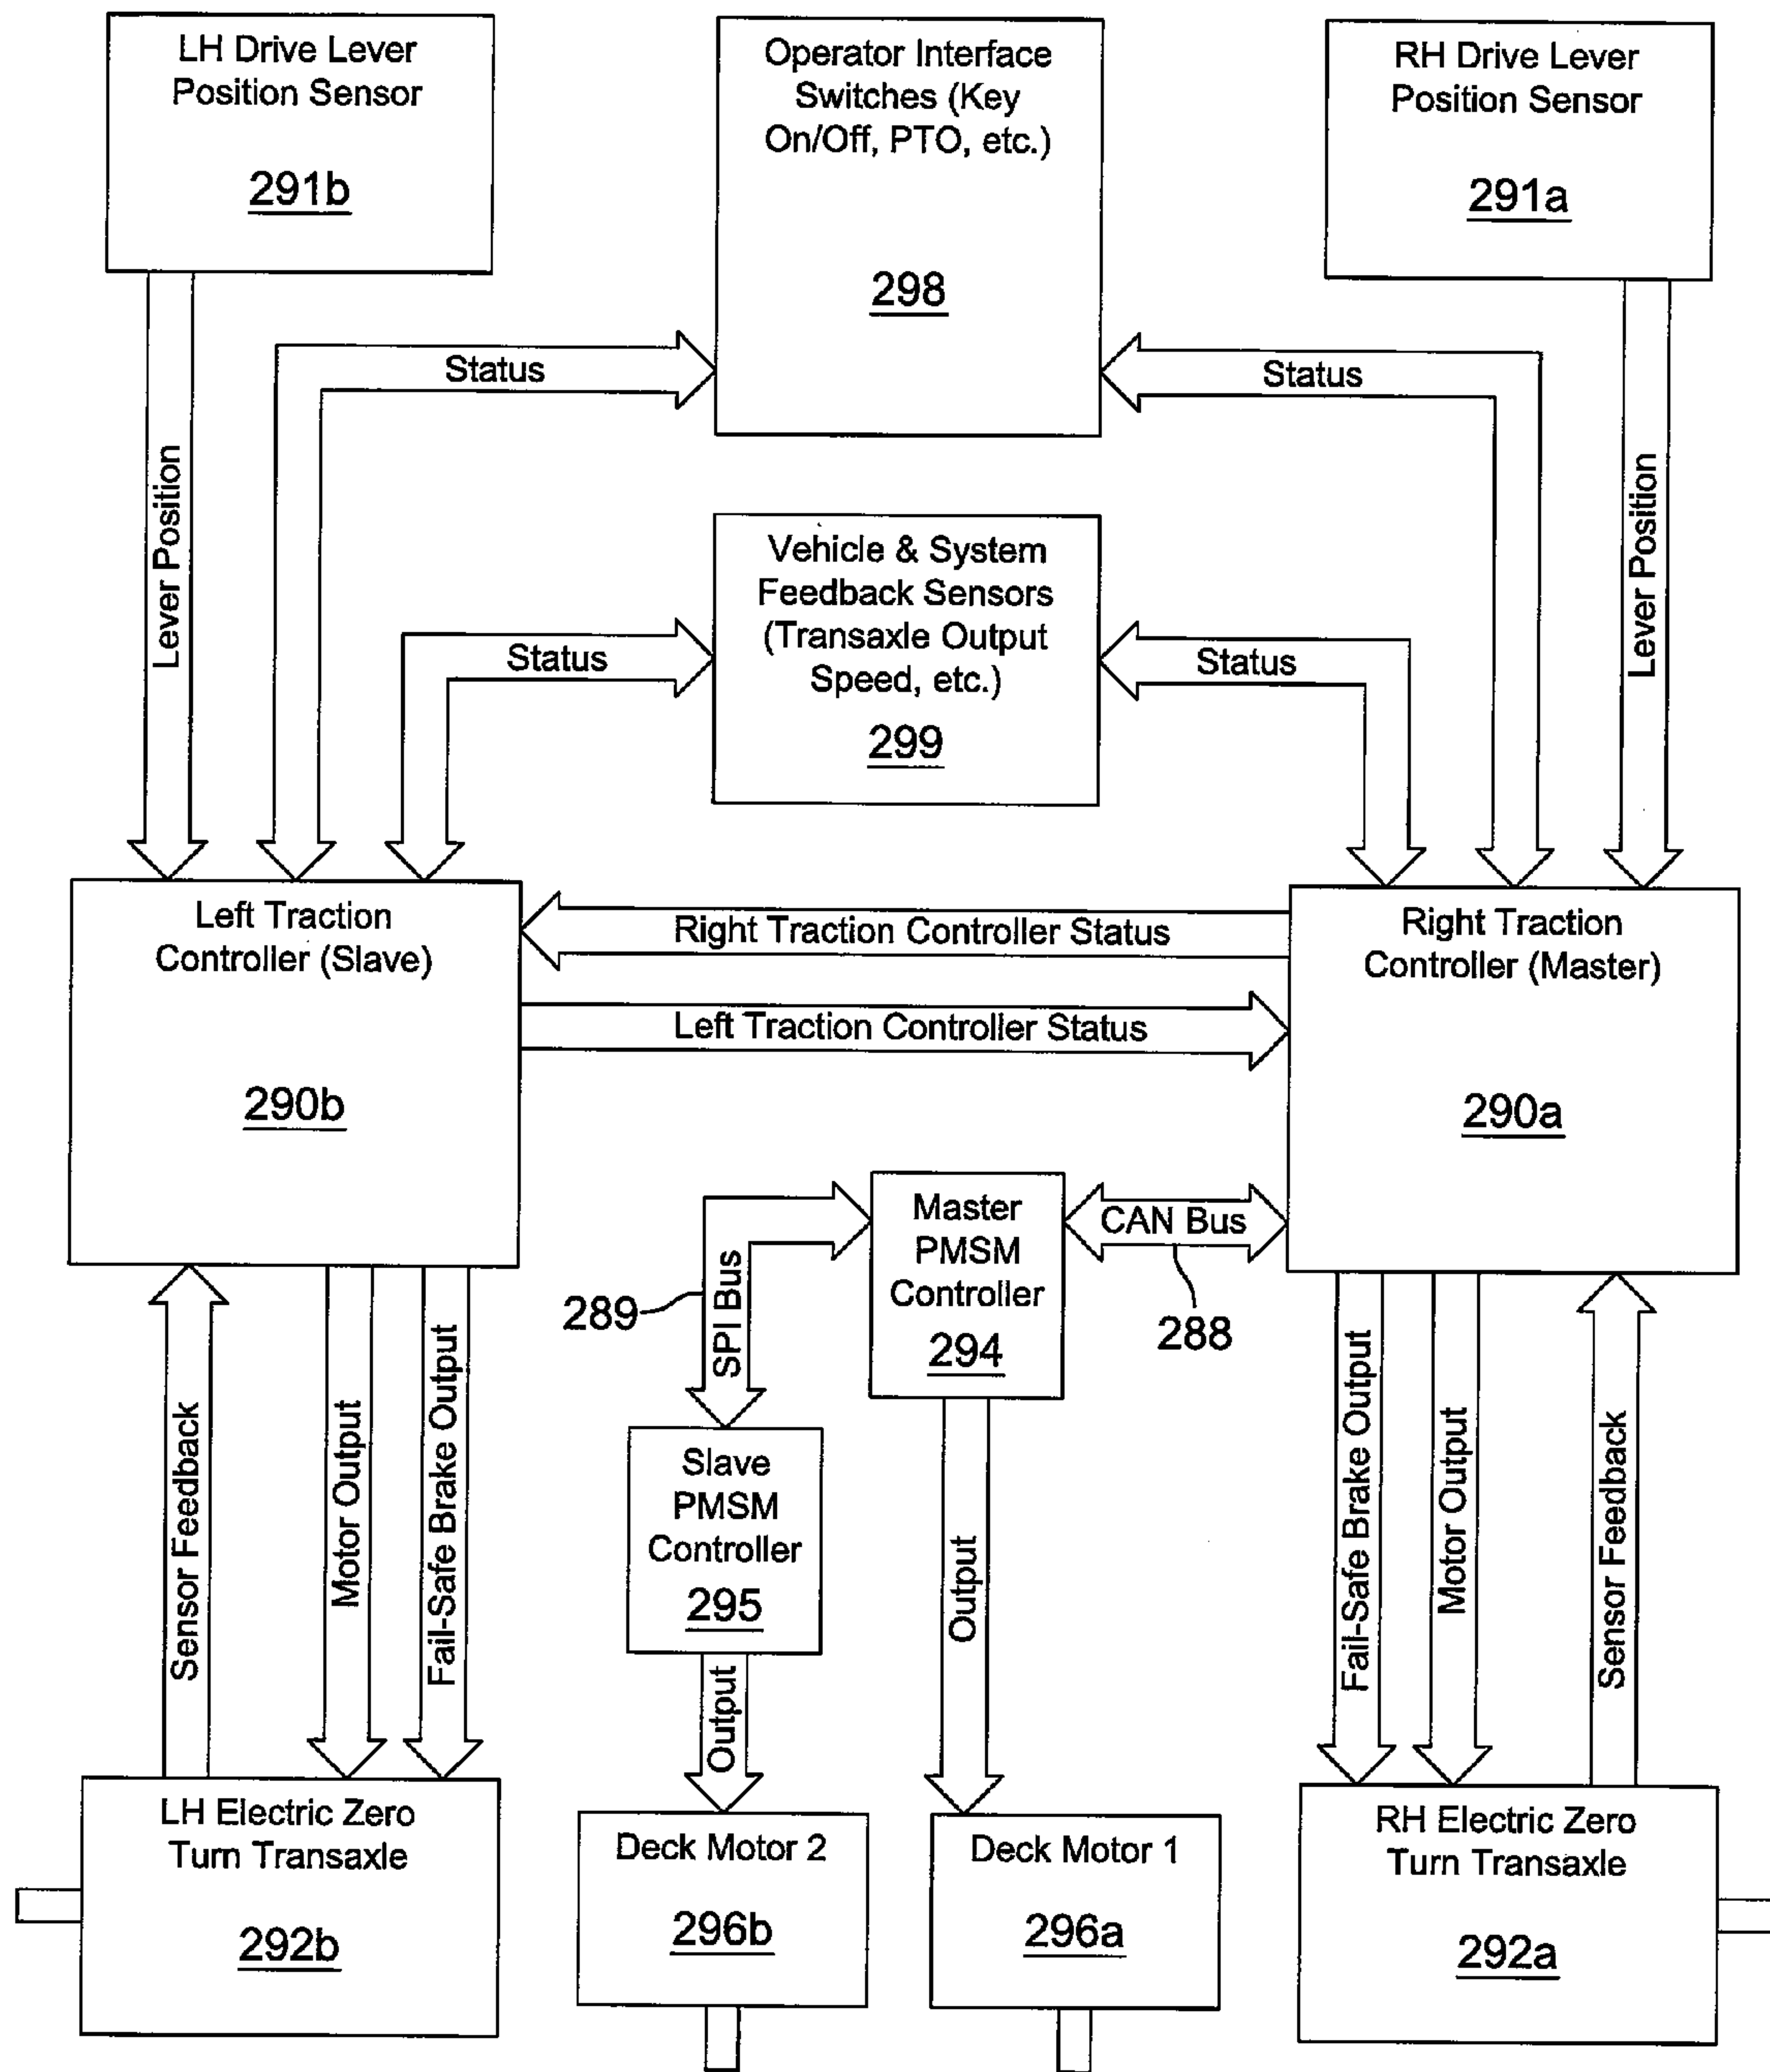 LH Drive Lever
Position Sensor
291b
Operator Interface
Switches (Key
On/Off, PTO, etc.)
298
RH Drive Lever
Position Sensor
291a
Status
Status
Lever Position
Lever Position
Vehicle & System
Feedback Sensors
(Transaxle Output
Speed, etc.)
299
Status
Status
Left Traction
Controller (Slave)
290b
Right Traction Controller Status
Left Traction Controller Status
Right Traction
Controller (Master)
290a
Master
PMSM
Controller
294
CAN Bus
288
SPI Bus
289
Slave
PMSM
Controller
295
Sensor Feedback
Motor Output
Fail-Safe Brake Output
Output
Output
Fail-Safe Brake Output
Motor Output
Sensor Feedback
LH Electric Zero
Turn Transaxle
292b
Deck Motor 2
296b
Deck Motor 1
296a
RH Electric Zero
Turn Transaxle
292a